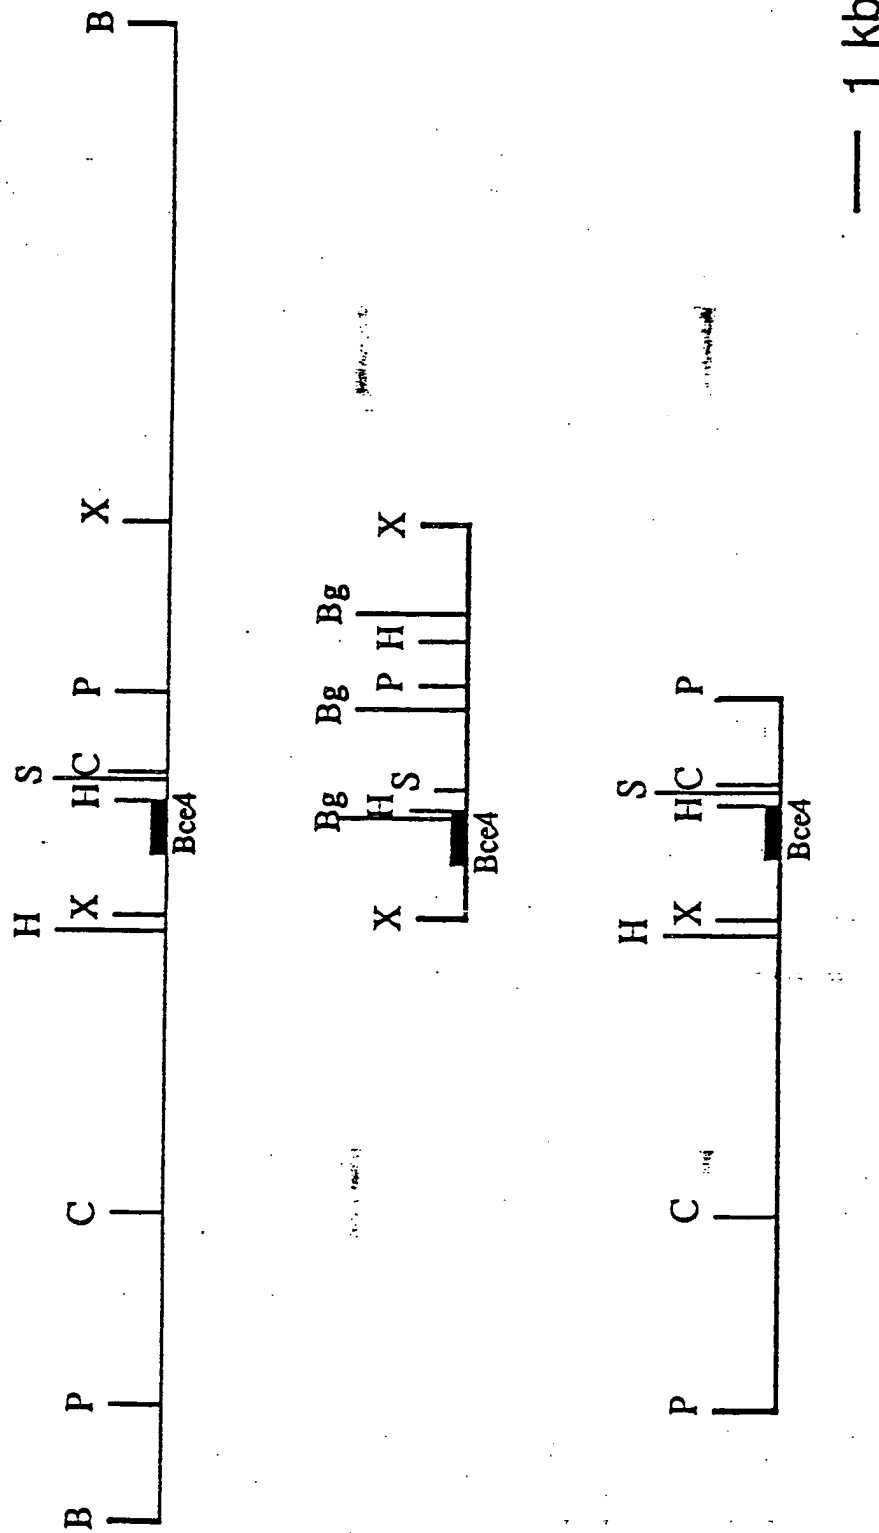 H S
B P C X H C P X B
Bce4
Bg Bg Bg
X H S P H X
Bce4
H S
P C X H C P
Bce4
1 kb